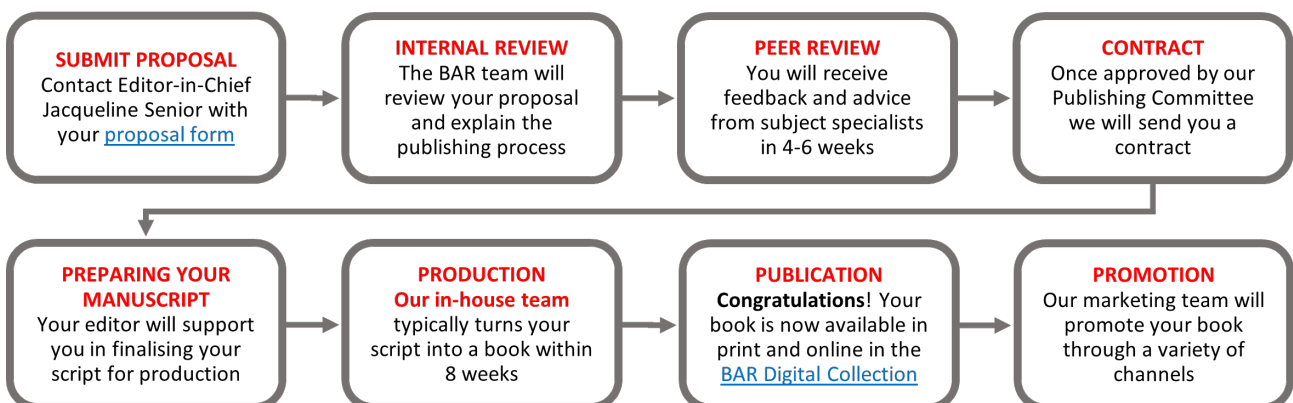 SUBMIT PROPOSAL
Contact Editor-in-Chief
Jacqueline Senior with
your proposal form
INTERNAL REVIEW
The BAR team will
review your proposal
and explain the
publishing process
PEER REVIEW
You will receive
feedback and advice
from subject specialists
in 4-6 weeks
CONTRACT
Once approved by our
Publishing Committee
we will send you a
contract
PREPARING YOUR
MANUSCRIPT
Your editor will support
you in finalising your
script for production
PRODUCTION
Our in-house team
typically turns your
script into a book within
8 weeks
PUBLICATION
Congratulations! Your
book is now available in
print and online in the
BAR Digital Collection
PROMOTION
Our marketing team will
promote your book
through a variety of
channels